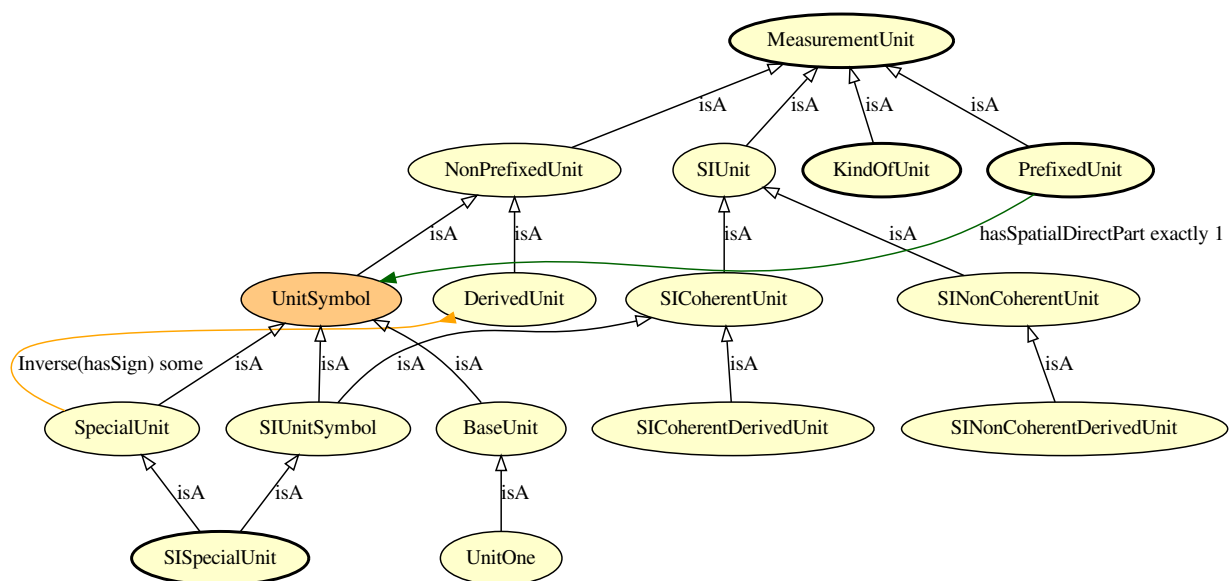 MeasurementUnit
isA
isA
isA
isA
NonPrefixedUnit
SIUnit
KindOfUnit
PrefixedUnit
isA
isA
isA
isA
hasSpatialDirectPart exactly 1
UnitSymbol
DerivedUnit
SICoherentUnit
SINonCoherentUnit
Inverse(hasSign) some
isA
isA
isA
isA
isA
isA
SpecialUnit
SIUnitSymbol
BaseUnit
SICoherentDerivedUnit
SINonCoherentDerivedUnit
isA
isA
isA
SISpecialUnit
UnitOne